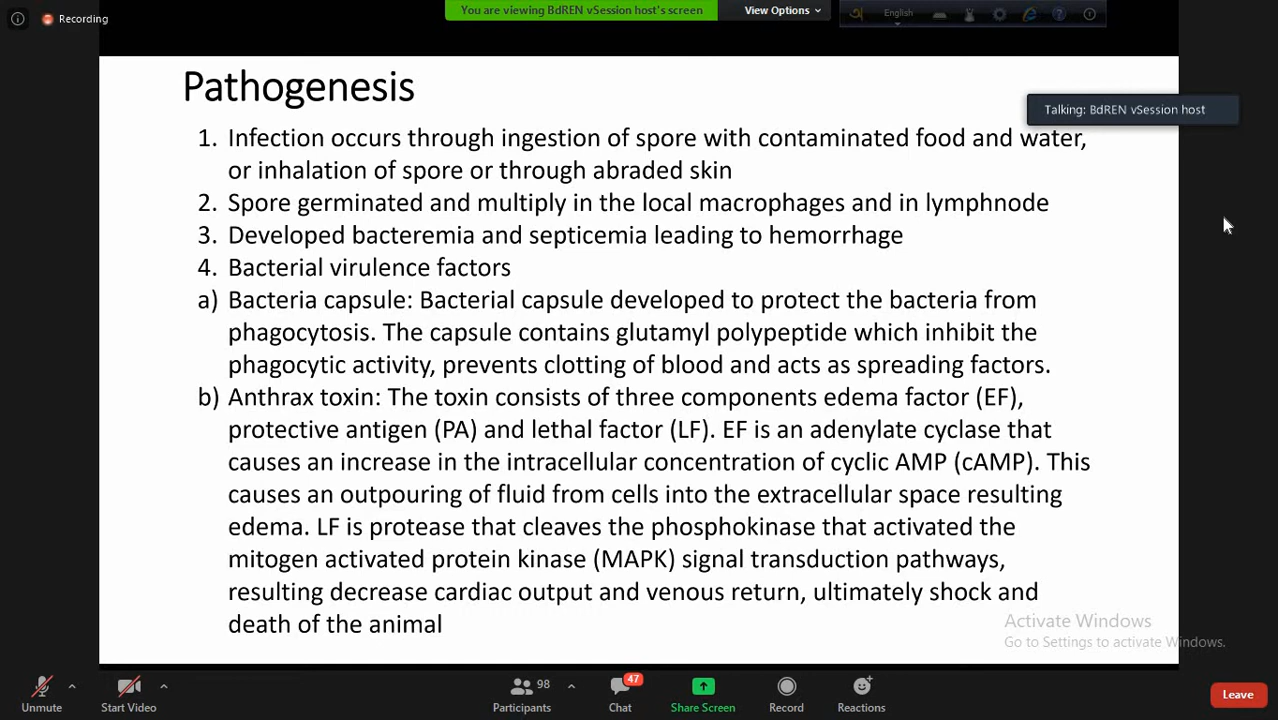 Recording
You are viewing BdREN vSession host's screen
View Options
English
Pathogenesis
Talking: BdREN vSession host
1. Infection occurs through ingestion of spore with contaminated food and water,
or inhalation of spore or through abraded skin
2. Spore germinated and multiply in the local macrophages and in lymphnode
3. Developed bacteremia and septicemia leading to hemorrhage
4. Bacterial virulence factors
a) Bacteria capsule: Bacterial capsule developed to protect the bacteria from
phagocytosis. The capsule contains glutamyl polypeptide which inhibit the
phagocytic activity, prevents clotting of blood and acts as spreading factors.
b) Anthrax toxin: The toxin consists of three components edema factor (EF),
protective antigen (PA) and lethal factor (LF). EF is an adenylate cyclase that
causes an increase in the intracellular concentration of cyclic AMP (cAMP). This
causes an outpouring of fluid from cells into the extracellular space resulting
edema. LF is protease that cleaves the phosphokinase that activated the
mitogen activated protein kinase (MAPK) signal transduction pathways,
resulting decrease cardiac output and venous return, ultimately shock and
death of the animal
Activate Windows
Go to Settings to activate Windows.
Unmute
Start Video
98
Participants
47
Chat
Share Screen
Record
Reactions
Leave